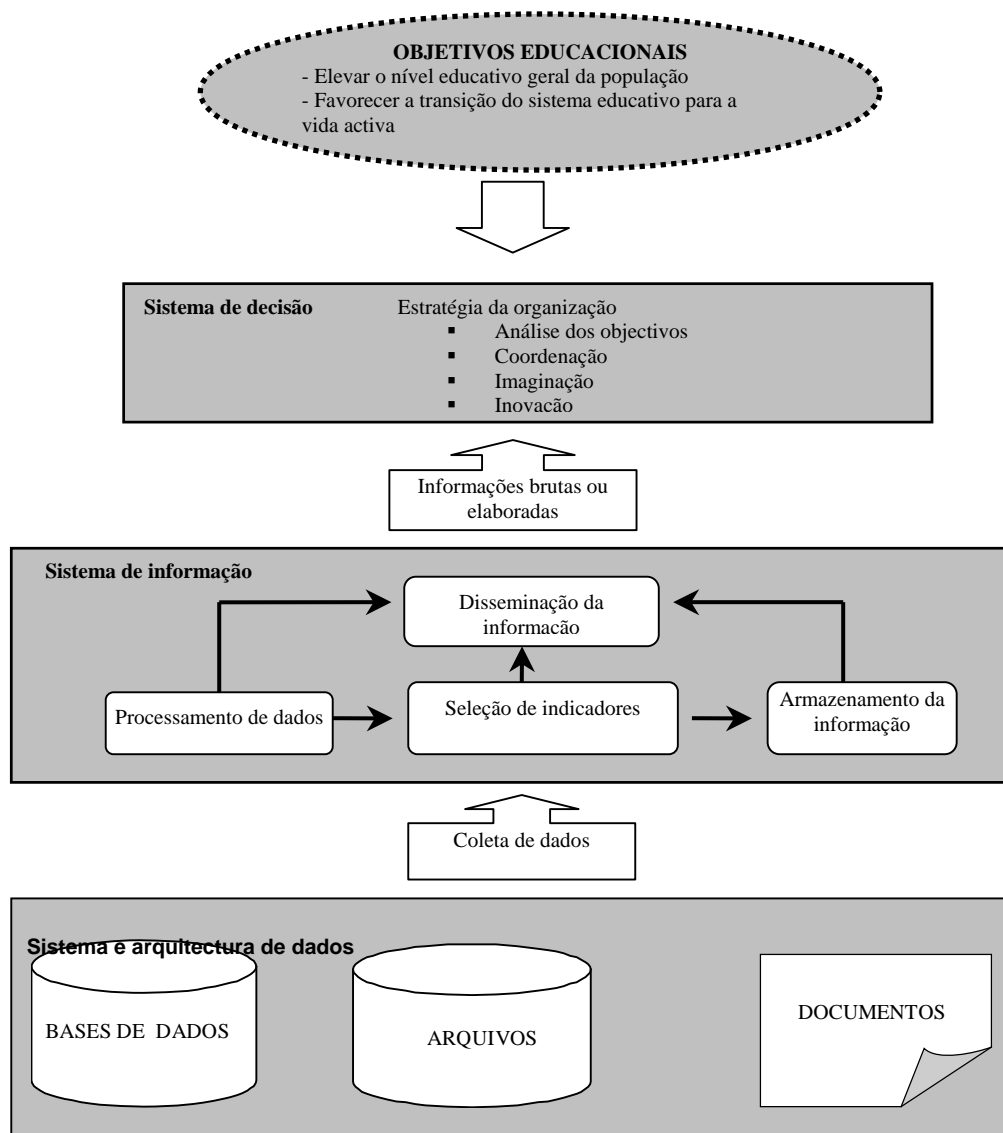 OBJETIVOS EDUCACIONAIS
- Elevar o nível educativo geral da população
- Favorecer a transição do sistema educativo para a
vida activa
Sistema de decisão
Estratégia da organização
▪ Análise dos objectivos
▪ Coordenação
▪ Imaginação
▪ Inovacão
Informações brutas ou
elaboradas
Sistema de informação
Disseminação da
informacão
Processamento de dados
Seleção de indicadores
Armazenamento da
informação
Coleta de dados
Sistema e arquitectura de dados
BASES DE DADOS
ARQUIVOS
DOCUMENTOS